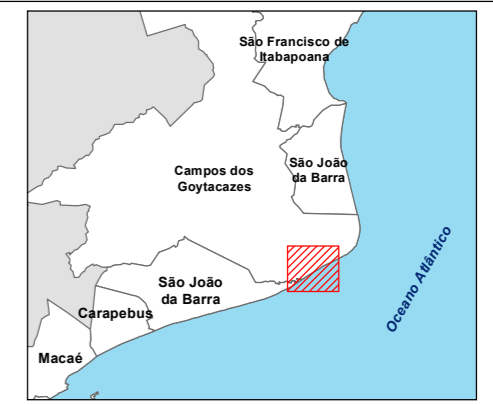 São Francisco de
Itabapoana
São João
da Barra
Campos dos
Goytacazes
São João
da Barra
Carapebus
Macaé
Oceano Atlântico